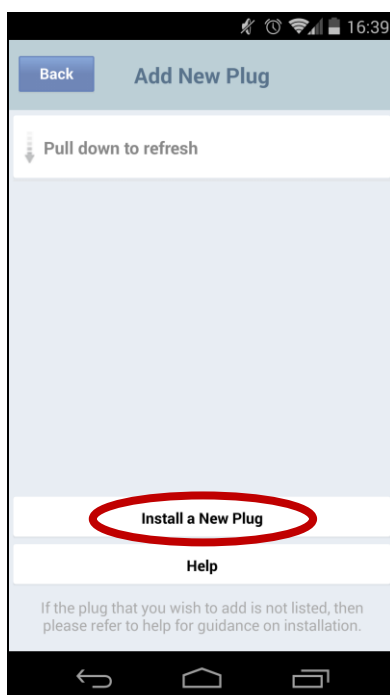 16:39
Back
Add New Plug
Pull down to refresh
Install a New Plug
Help
If the plug that you wish to add is not listed, then
please refer to help for guidance on installation.